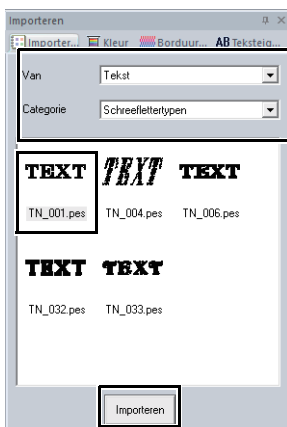 Importeren
Importer... Kleur Borduur... AB Teksteig...
Van Tekst
Categorie Schreeflettertypen
TEXT TEXT TEXT
TN_001.pes TN_004.pes TN_006.pes
TEXT TEXT
TN_032.pes TN_033.pes
Importeren